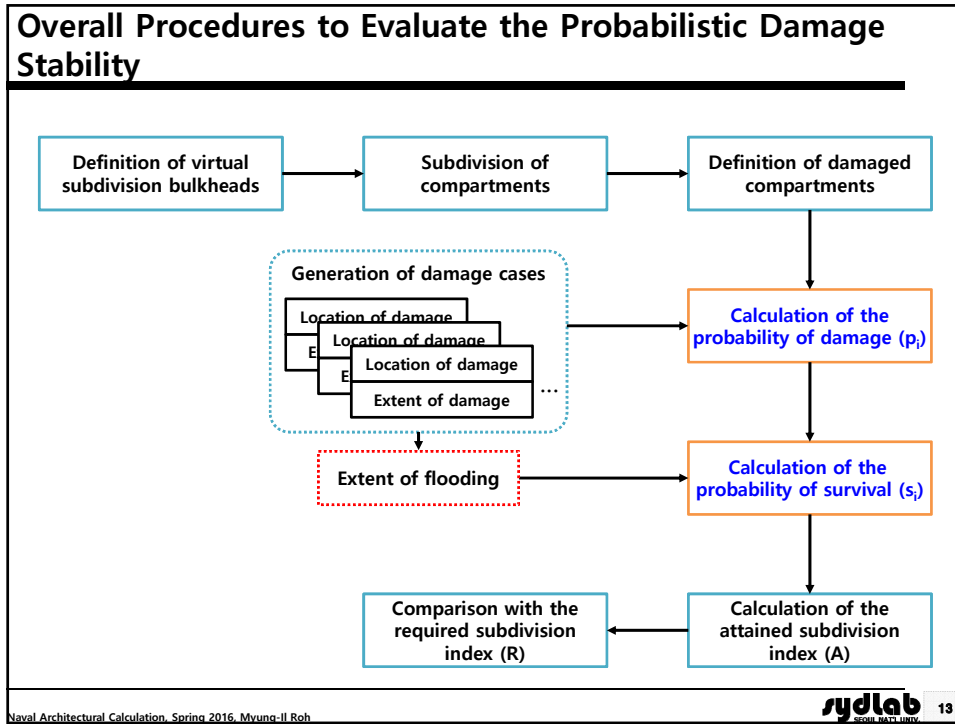 Overall Procedures to Evaluate the Probabilistic Damage
Stability
Definition of virtual
subdivision bulkheads
Subdivision of
compartments
Definition of damaged
compartments
Generation of damage cases
Location of damage
E
Location of damage
E
Location of damage
Extent of damage
...
Calculation of the
probability of damage (pi)
Extent of flooding
Calculation of the
probability of survival (si)
Comparison with the
required subdivision
index (R)
Calculation of the
attained subdivision
index (A)
Naval Architectural Calculation, Spring 2016, Myung-Il Roh
sydlab
SEOUL NAT'L UNIV.
13